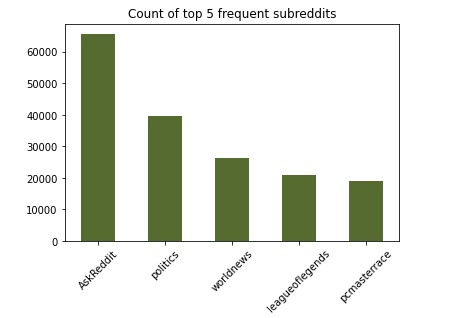 Count of top 5 frequent subreddits
60000
50000
40000
30000
20000
10000
0
AskReddit
politics
worldnews
leagueoflegends
pcmasterrace